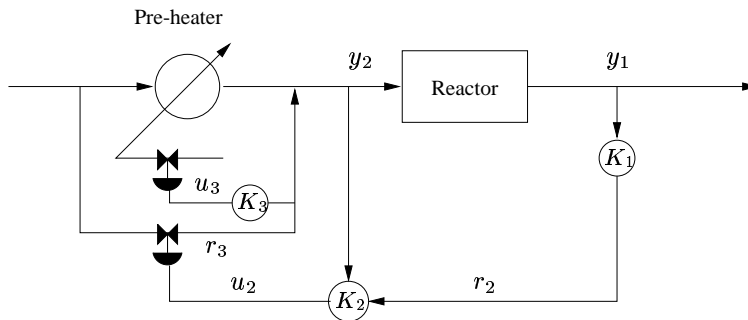 Pre-heater
y₂
Reactor
y₁
K₁
u₃
K₃
r₃
u₂
K₂
r₂